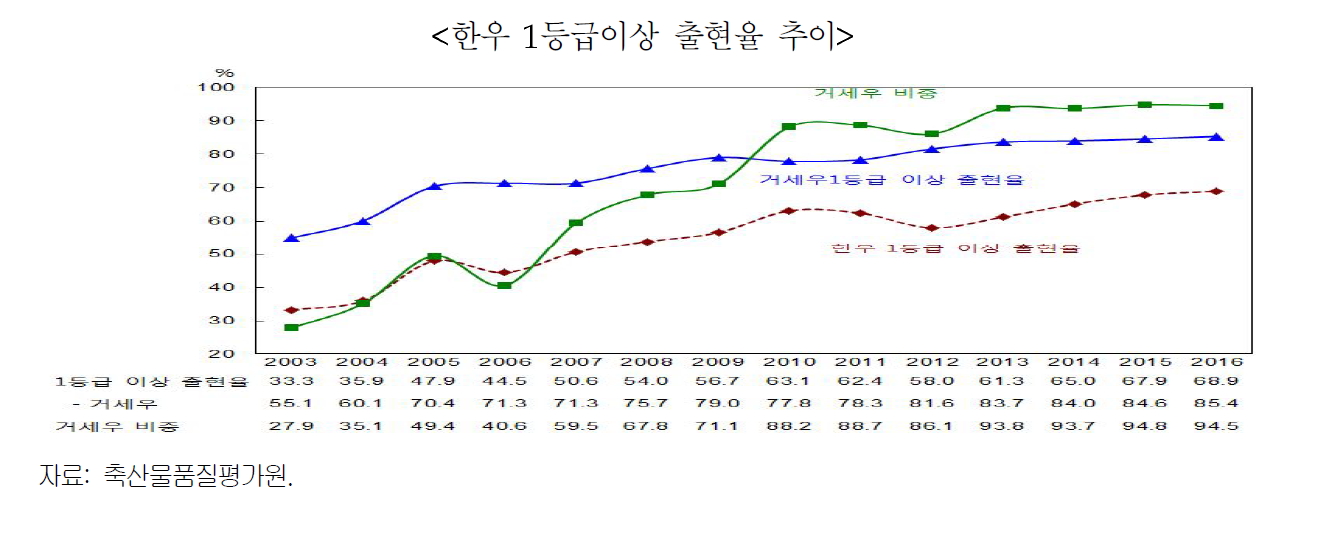 <한우 1등급이상 출현율 추이>
%
100
거세우 비중
90
80
거세우1등급 이상 출현율
70
60
한우 1등급 이상 출현율
50
40
30
20
2003 2004 2005 2006 2007 2008 2009 2010 2011 2012 2013 2014 2015 2016
1등급 이상 출현율 33.3 35.9 47.9 44.5 50.6 54.0 56.7 63.1 62.4 58.0 61.3 65.0 67.9 68.9
- 거세우 55.1 60.1 70.4 71.3 71.3 75.7 79.0 77.8 78.3 81.6 83.7 84.0 84.6 85.4
거세우 비중 27.9 35.1 49.4 40.6 59.5 67.8 71.1 88.2 88.7 86.1 93.8 93.7 94.8 94.5
자료: 축산물품질평가원.